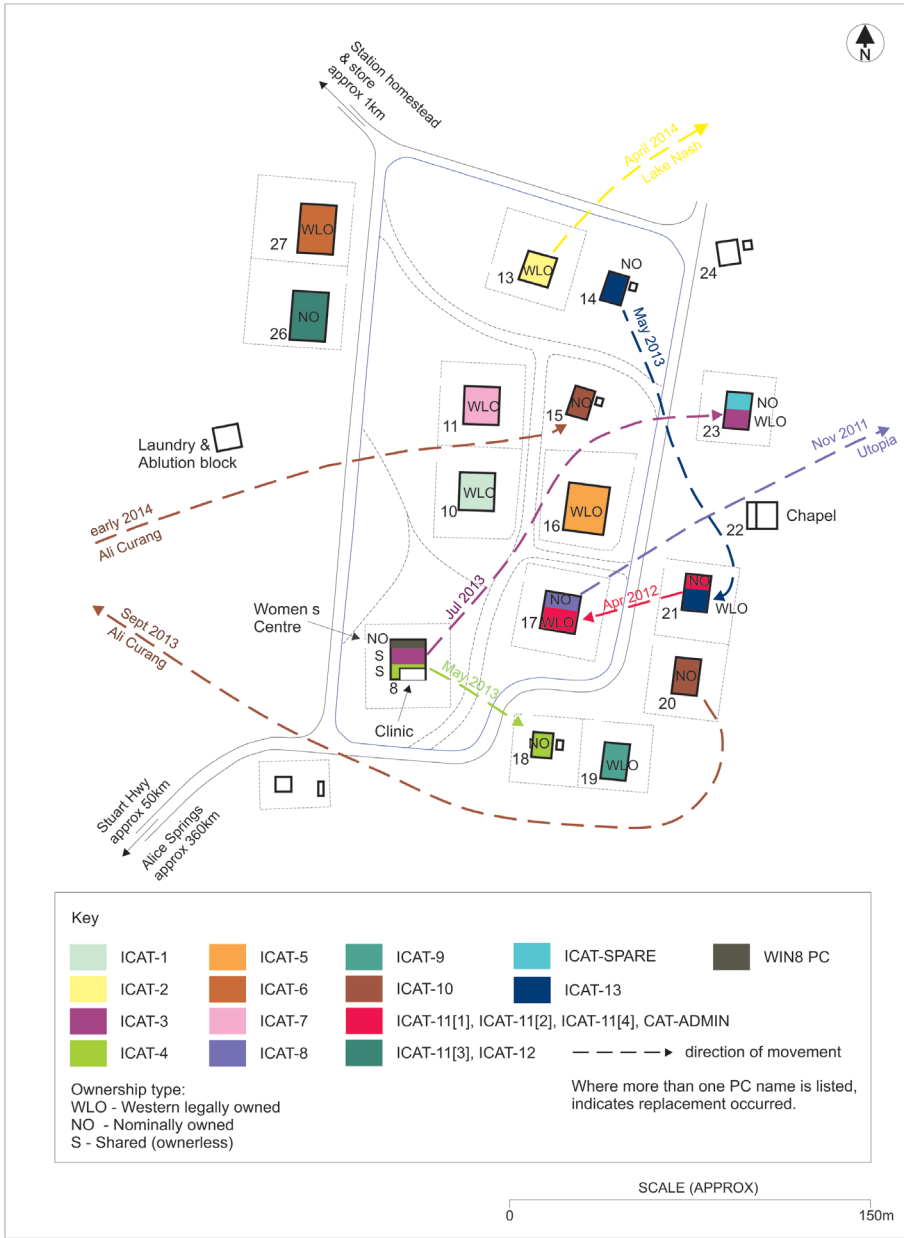 N
Station homestead
& store
approx 1km
April 2014
Lake Nash
27
WLO
13
WLO
NO
14
24
26
NO
May 2013
11
WLO
15
NO
NO
WLO
23
Laundry &
Ablution block
Nov 2011
Utopia
10
WLO
16
WLO
22
Chapel
early 2014
Ali Curang
Jul 2013
NO
WLO
17
Apr 2012
NO
21
WLO
Women s
Centre
NO
S
S
8
Clinic
Sept 2013
Ali Curang
May 2013
NO
20
NO
18
WLO
19
Stuart Hwy
approx 50km
Alice Springs
approx 360km
Key
ICAT-1
ICAT-5
ICAT-9
ICAT-SPARE
WIN8 PC
ICAT-2
ICAT-6
ICAT-10
ICAT-13
ICAT-3
ICAT-7
ICAT-11[1], ICAT-11[2], ICAT-11[4], CAT-ADMIN
ICAT-4
ICAT-8
ICAT-11[3], ICAT-12
direction of movement
Ownership type:
WLO - Western legally owned
NO - Nominally owned
S - Shared (ownerless)
Where more than one PC name is listed,
indicates replacement occurred.
SCALE (APPROX)
0
150m